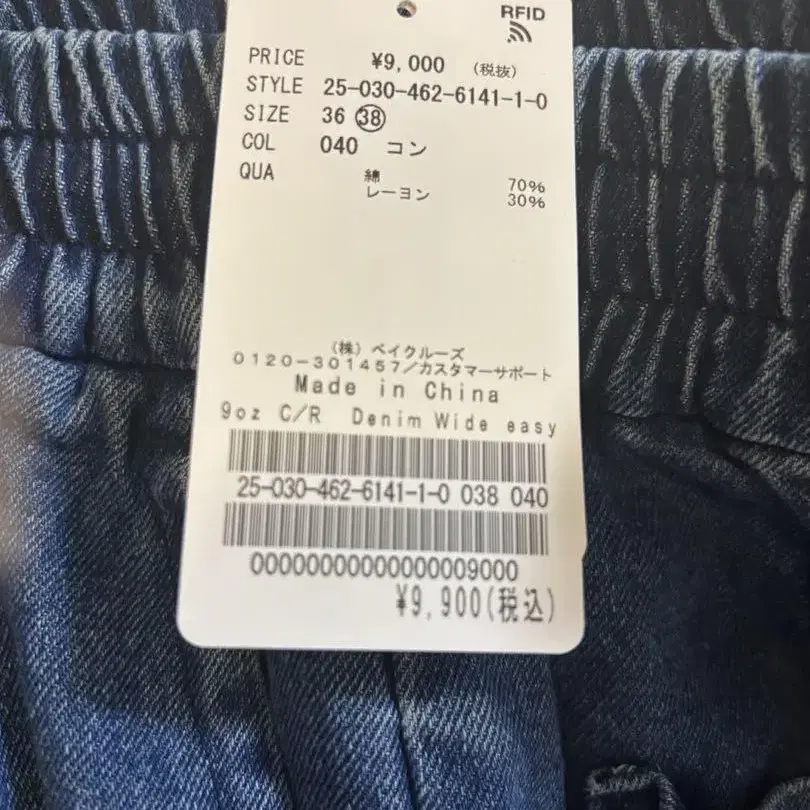 RFID
PRICE ¥9,000 (税抜)
STYLE 25-030-462-6141-1-0
SIZE 36 38
COL 040 コン
QUA 綿 70%
レーヨン 30%
(株) ベイクルーズ
0120-301457/カスタマーサポート
Made in China
9oz C/R Denim Wide easy
25-030-462-6141-1-0 038 040
00000000000000009000
¥9,900(税込)